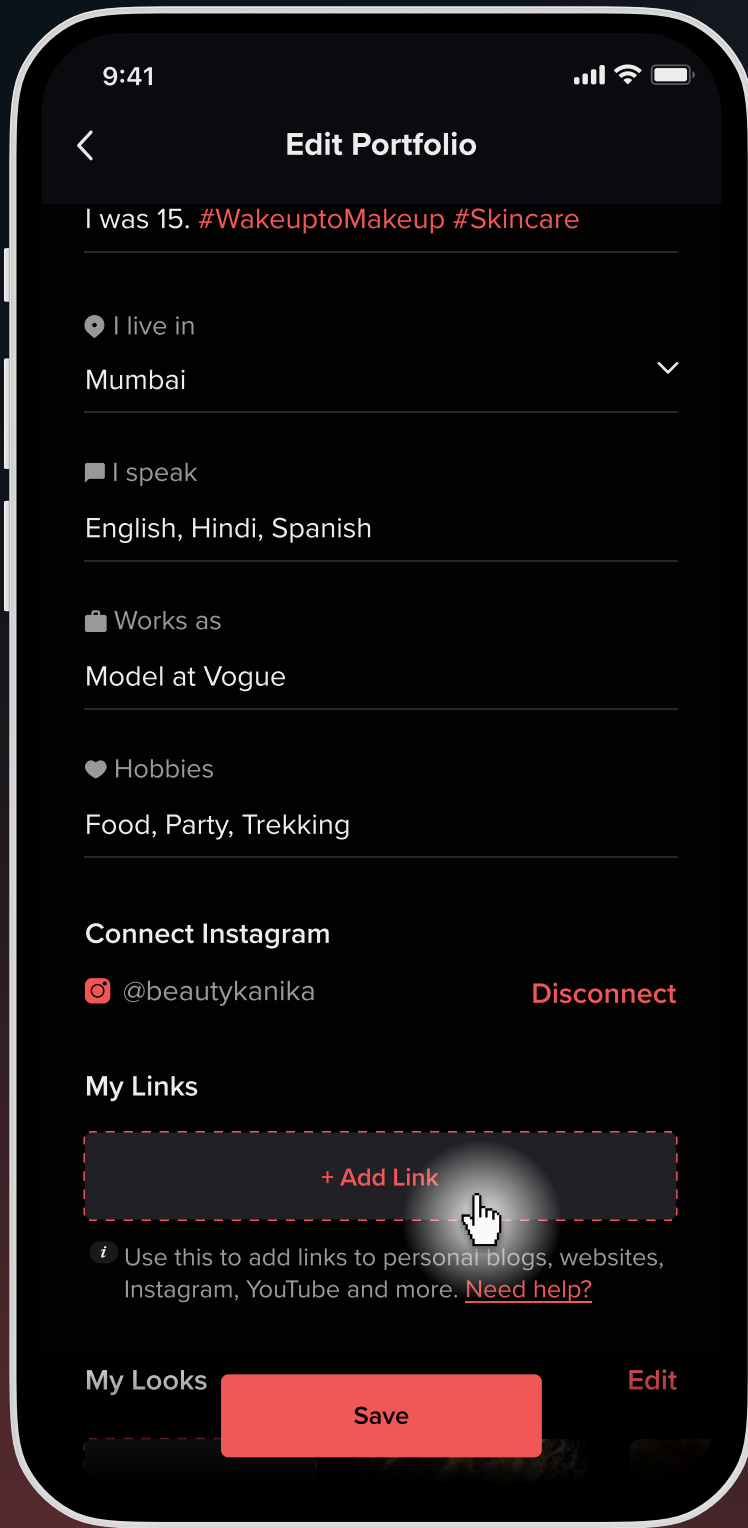 9:41
Edit Portfolio
I was 15. #WakeuptoMakeup #Skincare
I live in
Mumbai
I speak
English, Hindi, Spanish
Works as
Model at Vogue
Hobbies
Food, Party, Trekking
Connect Instagram
@beautykanika
Disconnect
My Links
+ Add Link
i Use this to add links to personal blogs, websites,
Instagram, YouTube and more. Need help?
My Looks
Edit
Save